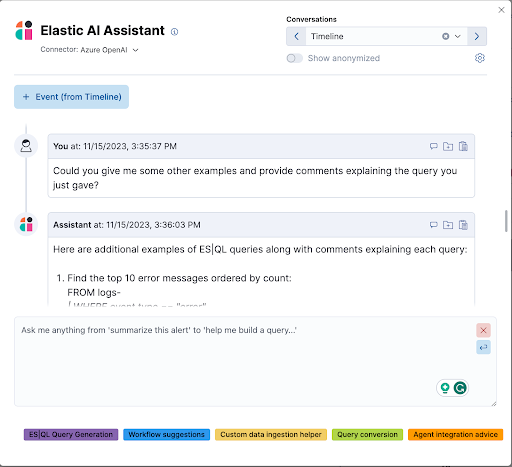 Elastic AI Assistant
Connector: Azure OpenAI
Conversations
Timeline
Show anonymized
+ Event (from Timeline)
You at: 11/15/2023, 3:35:37 PM
Could you give me some other examples and provide comments explaining the query you
just gave?
Assistant at: 11/15/2023, 3:36:03 PM
Here are additional examples of ES|QL queries along with comments explaining each query:
1. Find the top 10 error messages ordered by count:
FROM logs-
| WHERE event.type == "error"
Ask me anything from 'summarize this alert' to 'help me build a query...'
ES|QL Query Generation
Workflow suggestions
Custom data ingestion helper
Query conversion
Agent integration advice